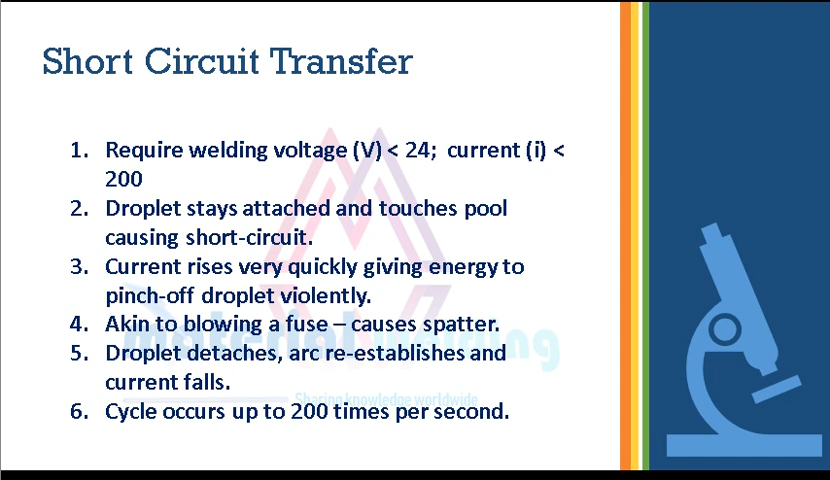 Short Circuit Transfer
1. Require welding voltage (V) < 24; current (i) <
200
2. Droplet stays attached and touches pool
causing short-circuit.
3. Current rises very quickly giving energy to
pinch-off droplet violently.
4. Akin to blowing a fuse – causes spatter.
5. Droplet detaches, arc re-establishes and
current falls.
Sharing knowledge worldwide
6. Cycle occurs up to 200 times per second.